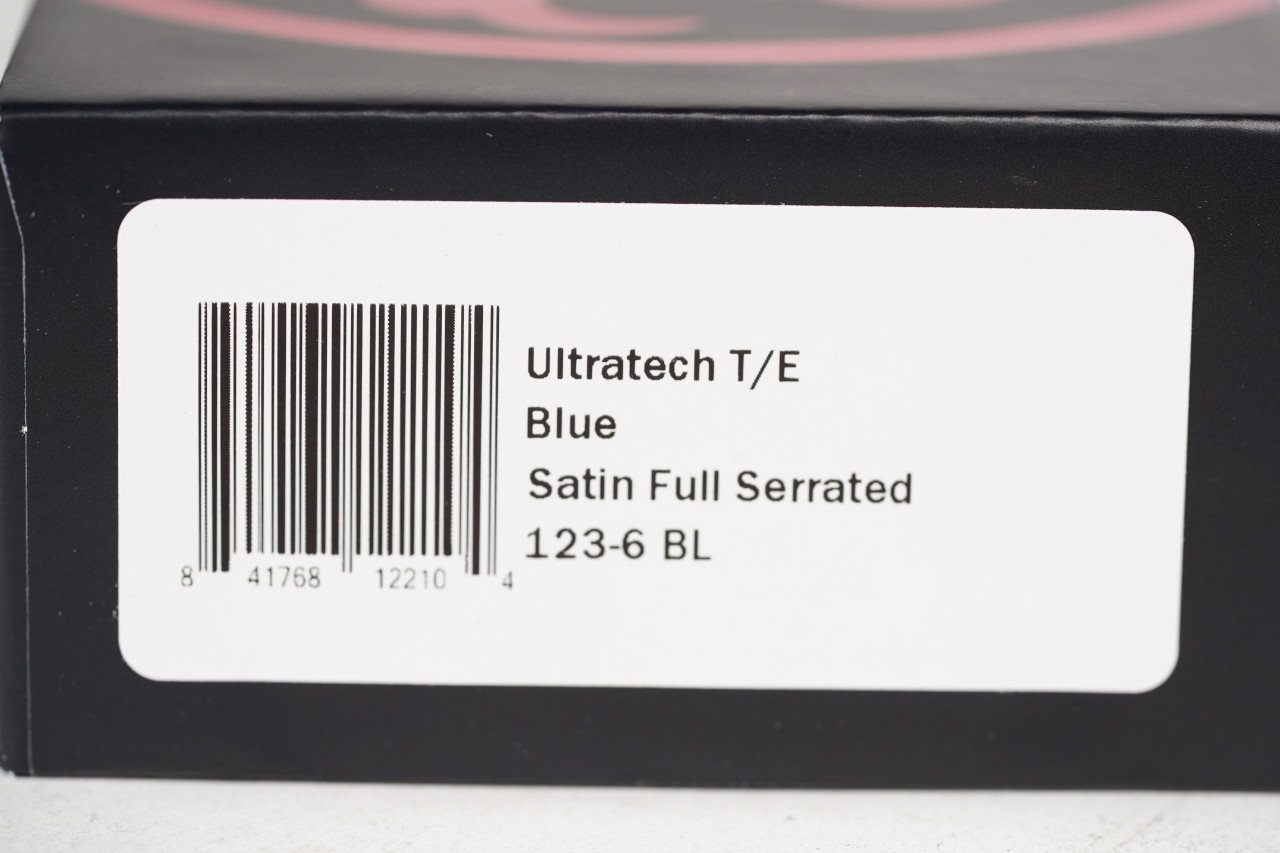 Ultratech T/E
Blue
Satin Full Serrated
123-6 BL
8 41768 12210 4